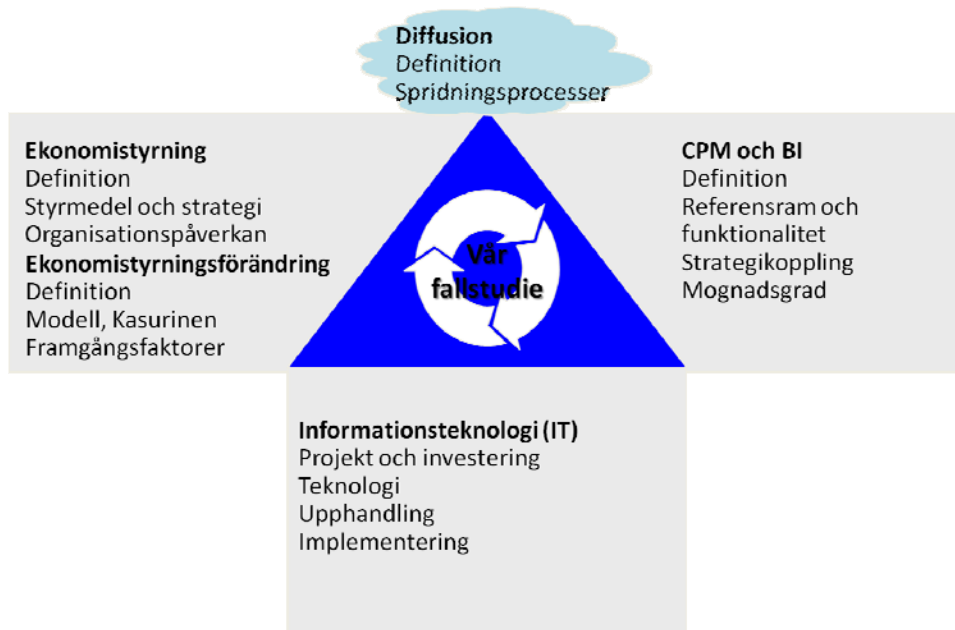 Diffusion
Definition
Spridningsprocesser
Ekonomistyrning
Definition
Styrmedel och strategi
Organisationspåverkan
Ekonomistyrningsförändring
Definition
Modell, Kasurinen
Framgångsfaktorer
Vår
fallstudie
CPM och BI
Definition
Referensram och
funktionalitet
Strategikoppling
Mognadsgrad
Informationsteknologi (IT)
Projekt och investering
Teknologi
Upphandling
Implementering